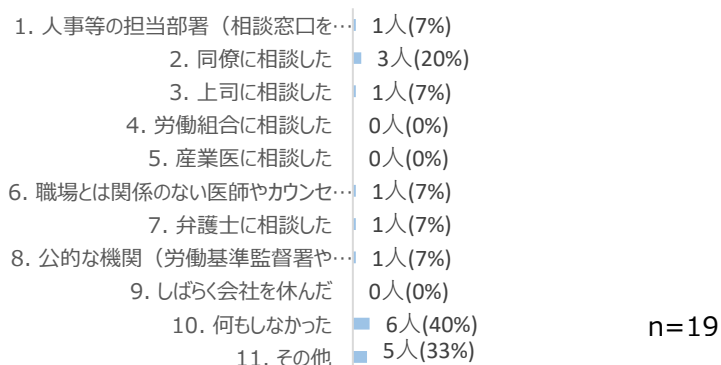 1. 人事等の担当部署（相談窓口を… 1人(7%)
2. 同僚に相談した 3人(20%)
3. 上司に相談した 1人(7%)
4. 労働組合に相談した 0人(0%)
5. 産業医に相談した 0人(0%)
6. 職場とは関係のない医師やカウンセ… 1人(7%)
7. 弁護士に相談した 1人(7%)
8. 公的な機関（労働基準監督署や… 1人(7%)
9. しばらく会社を休んだ 0人(0%)
10. 何もしなかった 6人(40%)
n=19
11. その他 5人(33%)